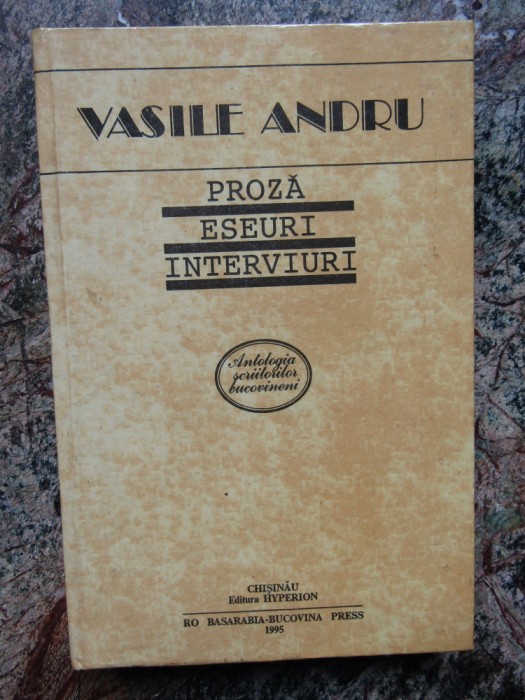 VASILE ANDRU
PROZĂ
ESEURI
INTERVIURI
Antologia
scriitorilor
bucovineni
CHIȘINĂU
Editura HYPERION
RO BASARABIA-BUCOVINA PRESS
1995